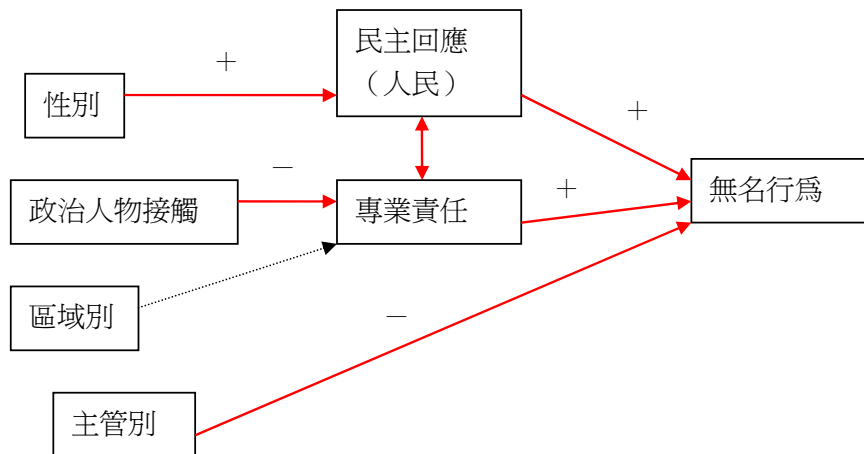 民主回應
（人民）
＋
性別
＋
－
政治人物接觸
專業責任
＋
無名行為
區域別
－
主管別